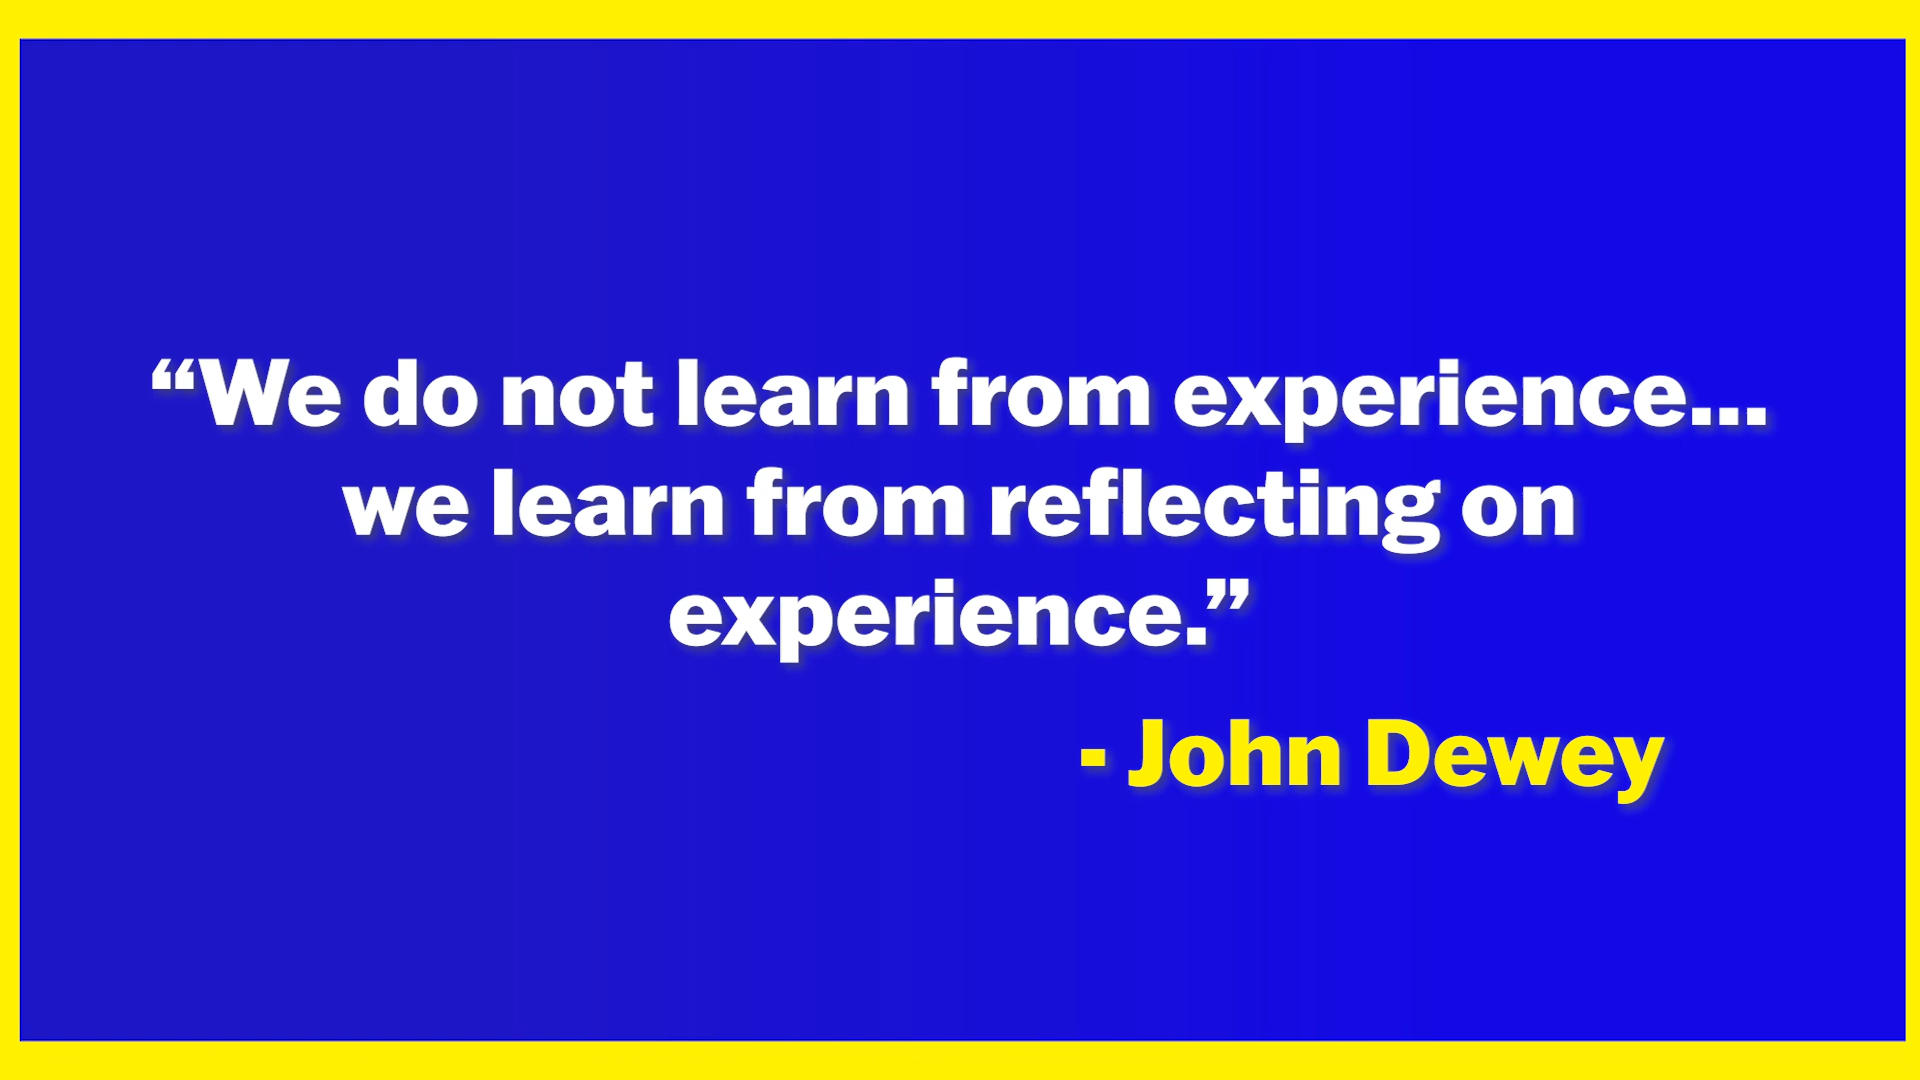 “We do not learn from experience...
we learn from reflecting on
experience.”
- John Dewey